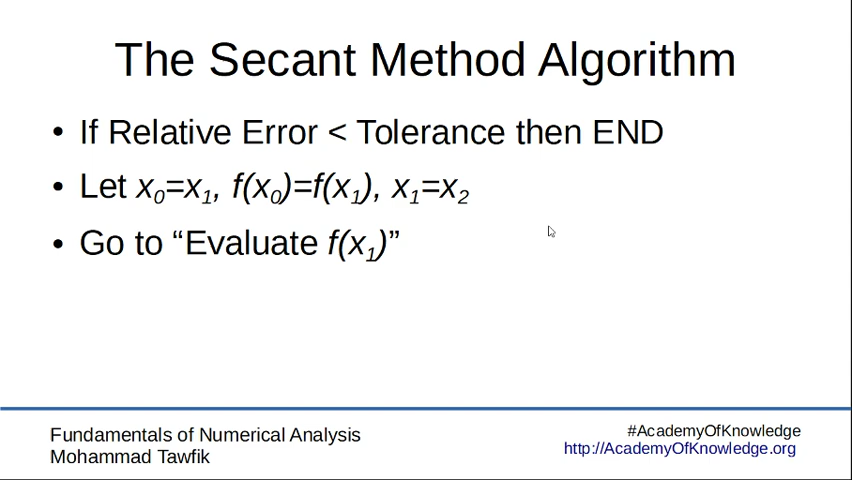 The Secant Method Algorithm
• If Relative Error < Tolerance then END
• Let x₀=x₁, f(x₀)=f(x₁), x₁=x₂
• Go to “Evaluate f(x₁)”
Fundamentals of Numerical Analysis
Mohammad Tawfik
#AcademyOfKnowledge
http://AcademyOfKnowledge.org